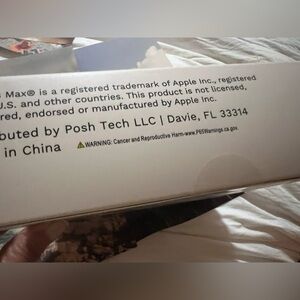 Max® is a registered trademark of Apple Inc., registered
U.S. and other countries. This product is not licensed,
red, endorsed or manufactured by Apple Inc.
buted by Posh Tech LLC | Davie, FL 33314
in China
⚠WARNING: Cancer and Reproductive Harm-www.P65Warnings.ca.gov